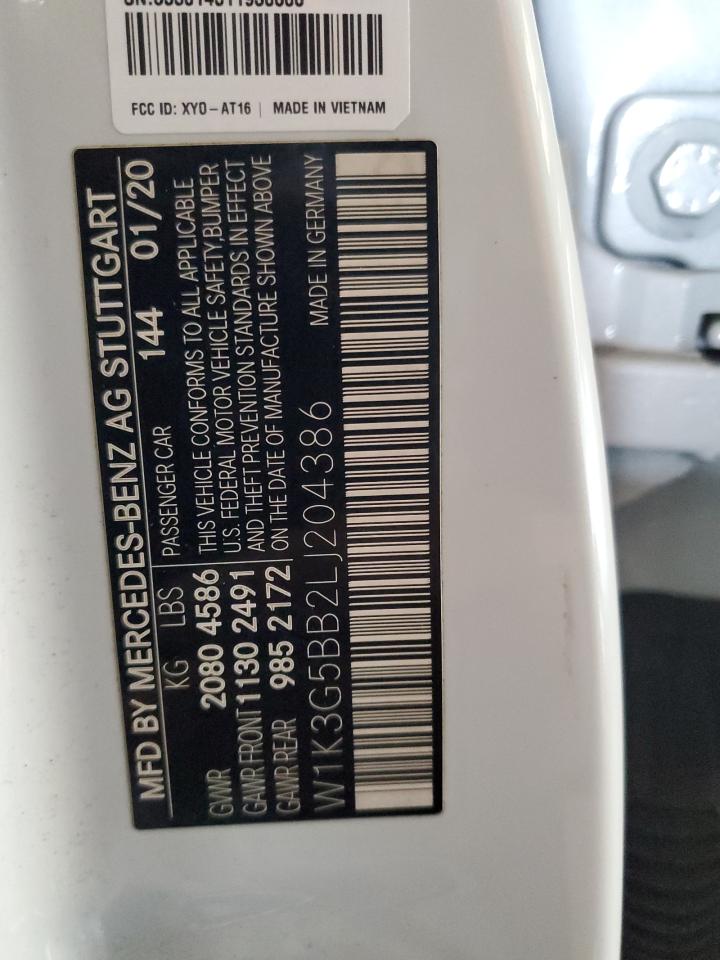 FCC ID: XYO-AT16 | MADE IN VIETNAM
MFD BY MERCEDES-BENZ AG STUTTGART
144 01/20
KG LBS
GWR 2080 4586
GAWR FRONT 1130 2491
GAWR REAR 985 2172
PASSENGER CAR
THIS VEHICLE CONFORMS TO ALL APPLICABLE
U.S. FEDERAL MOTOR VEHICLE SAFETY, BUMPER
AND THEFT PREVENTION STANDARDS IN EFFECT
ON THE DATE OF MANUFACTURE SHOWN ABOVE
W1K3G5BB2LJ204386
MADE IN GERMANY